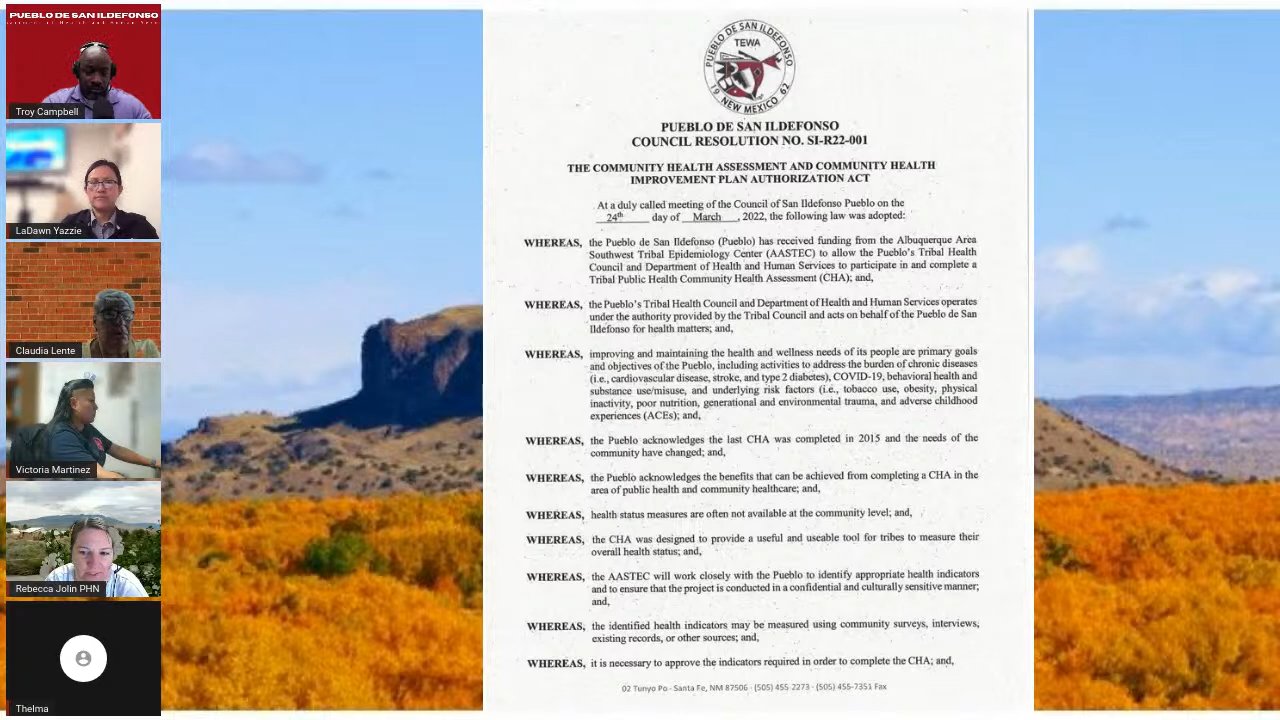 PUEBLO DE SAN ILDEFONSO
Troy Campbell
LaDawn Yazzie
Claudia Lente
Victoria Martinez
Rebecca Jolin PHN
Thelma
PUEBLO DE SAN ILDEFONSO
TEWA
19 62
NEW MEXICO
PUEBLO DE SAN ILDEFONSO
COUNCIL RESOLUTION NO. SI-R22-001
THE COMMUNITY HEALTH ASSESSMENT AND COMMUNITY HEALTH
IMPROVEMENT PLAN AUTHORIZATION ACT
At a duly called meeting of the Council of San Ildefonso Pueblo on the
24th day of March, 2022, the following law was adopted:
WHEREAS, the Pueblo de San Ildefonso (Pueblo) has received funding from the Albuquerque Area
Southwest Tribal Epidemiology Center (AASTEC) to allow the Pueblo's Tribal Health
Council and Department of Health and Human Services to participate in and complete a
Tribal Public Health Community Health Assessment (CHA); and,
WHEREAS, the Pueblo's Tribal Health Council and Department of Health and Human Services operates
under the authority provided by the Tribal Council and acts on behalf of the Pueblo de San
Ildefonso for health matters; and,
WHEREAS, improving and maintaining the health and wellness needs of its people are primary goals
and objectives of the Pueblo, including activities to address the burden of chronic diseases
(i.e., cardiovascular disease, stroke, and type 2 diabetes), COVID-19, behavioral health and
substance use/misuse, and underlying risk factors (i.e., tobacco use, obesity, physical
inactivity, poor nutrition, generational and environmental trauma, and adverse childhood
experiences (ACEs); and,
WHEREAS, the Pueblo acknowledges the last CHA was completed in 2015 and the needs of the
community have changed; and,
WHEREAS, the Pueblo acknowledges the benefits that can be achieved from completing a CHA in the
area of public health and community healthcare; and,
WHEREAS, health status measures are often not available at the community level; and,
WHEREAS, the CHA was designed to provide a useful and useable tool for tribes to measure their
overall health status; and,
WHEREAS, the AASTEC will work closely with the Pueblo to identify appropriate health indicators
and to ensure that the project is conducted in a confidential and culturally sensitive manner;
and,
WHEREAS, the identified health indicators may be measured using community surveys, interviews,
existing records, or other sources; and,
WHEREAS, it is necessary to approve the indicators required in order to complete the CHA; and,
02 Tunyo Po - Santa Fe, NM 87506 · (505) 455-2273 · (505) 455-7351 Fax